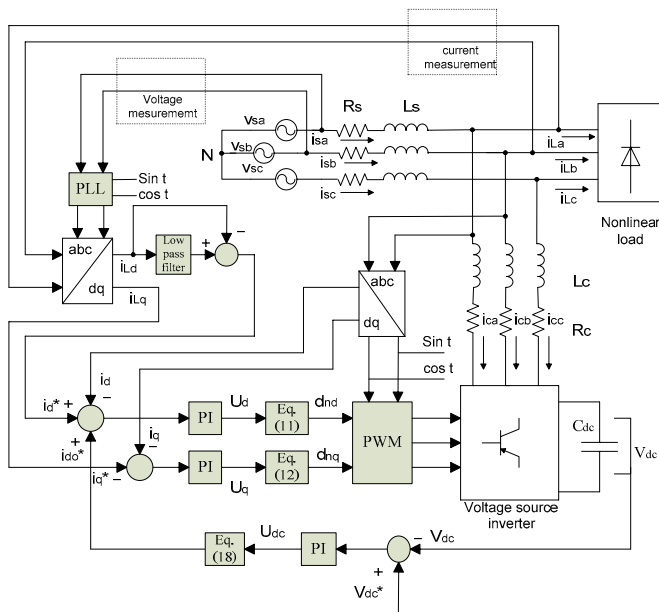 current
measurement
Voltage
mesurememt
Rs
Ls
vsa
isa
N
vsb
isb
vsc
isc
iLa
iLb
iLc
Nonlinear
load
PLL
Sin t
cos t
abc
dq
iLd
iLq
Low
pass
filter
+
−
abc
dq
Sin t
cos t
Lc
ica
icb
icc
Rc
id
−
id* +
+
ido*
iq
−
iq* −
PI
Ud
Eq.
(11)
dnd
PI
Uq
Eq.
(12)
dnq
PWM
Cdc
Vdc
Voltage source
inverter
Eq.
(18)
Udc
PI
−
Vdc
+
Vdc*